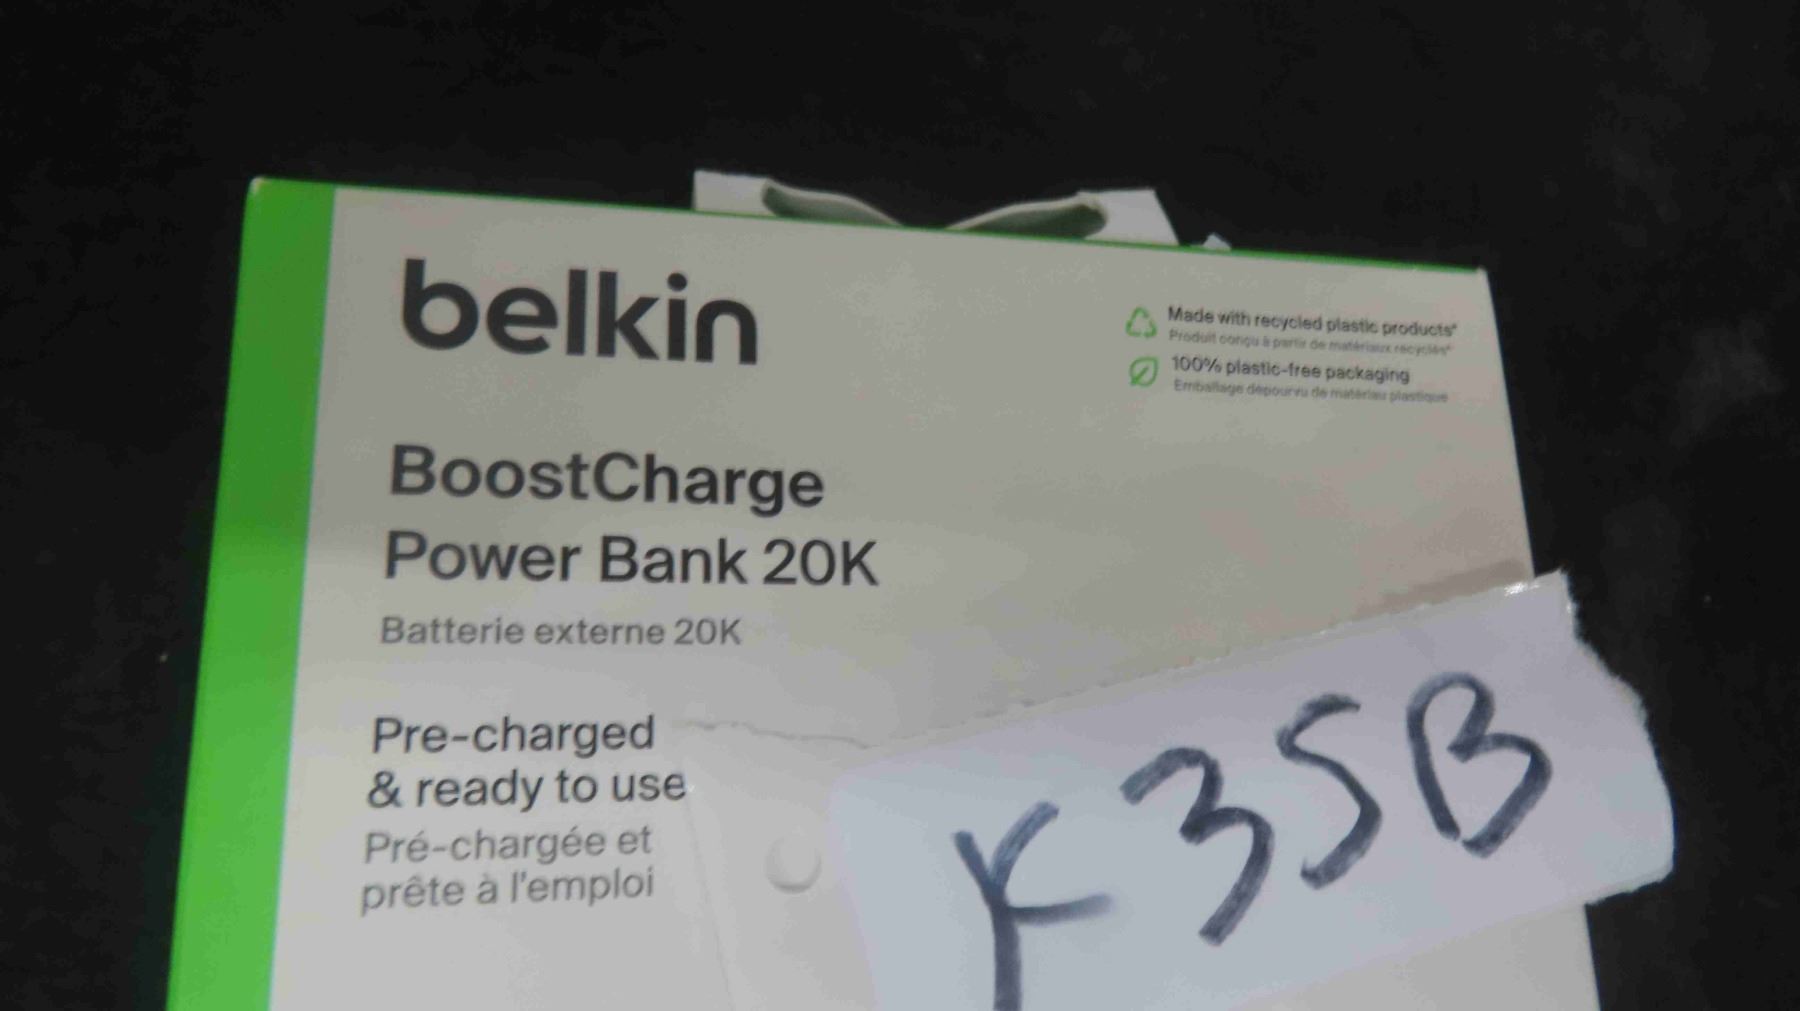 belkin
Made with recycled plastic products*
Produit conçu à partir de matériaux recyclés*
100% plastic-free packaging
Emballage dépourvu de matériau plastique
BoostCharge
Power Bank 20K
Batterie externe 20K
Pre-charged
& ready to use
Pré-chargée et
prête à l'emploi
K35B